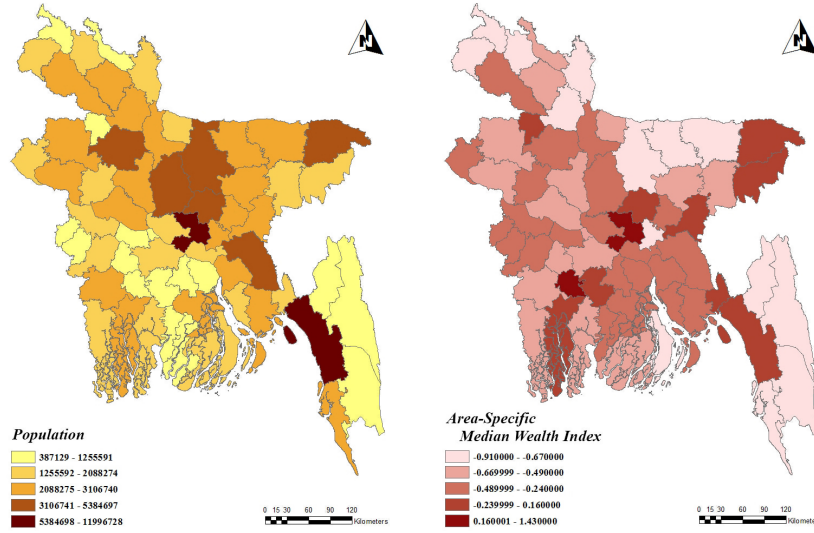 N
Population
387129 - 1255591
1255592 - 2088274
2088275 - 3106740
3106741 - 5384697
5384698 - 11996728
0 15 30 60 90 120
Kilometers
N
Area-Specific
Median Wealth Index
-0.910000 - -0.670000
-0.669999 - -0.490000
-0.489999 - -0.240000
-0.239999 - 0.160000
0.160001 - 1.430000
0 15 30 60 90 120
Kilometers